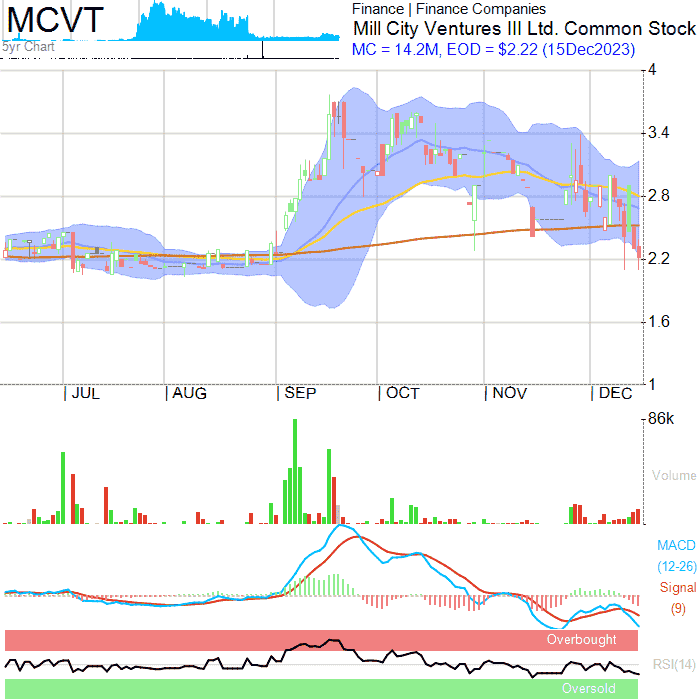 MCVT
5yr Chart
Finance | Finance Companies
Mill City Ventures III Ltd. Common Stock
MC = 14.2M, EOD = $2.22 (15Dec2023)
4
3.4
2.8
2.2
1.6
1
JUL AUG SEP OCT NOV DEC
86k
Volume
MACD
(12-26)
Signal
(9)
Overbought
RSI(14)
Oversold